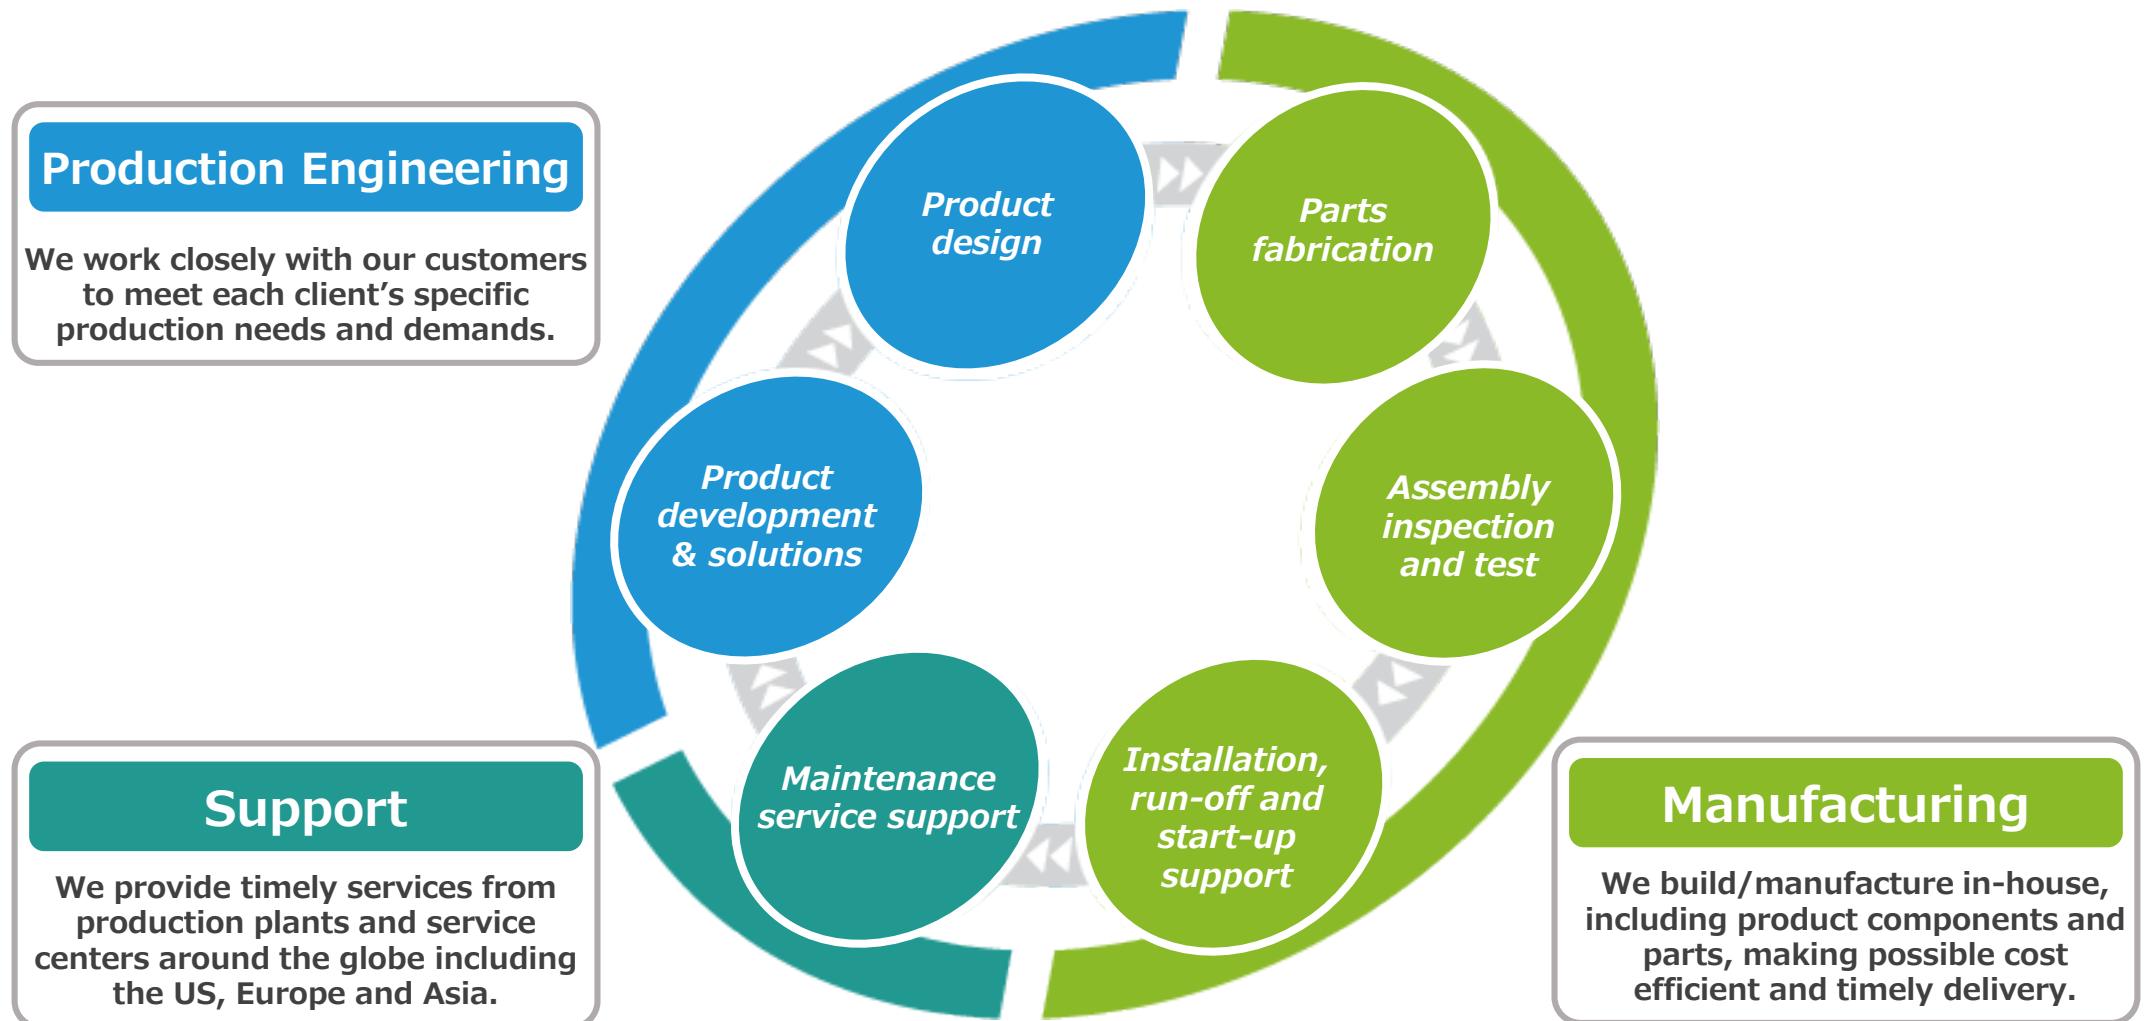 Production Engineering
We work closely with our customers
to meet each client’s specific
production needs and demands.
Product
design
Parts
fabrication
Product
development
& solutions
Assembly
inspection
and test
Maintenance
service support
Installation,
run-off and
start-up
support
Support
We provide timely services from
production plants and service
centers around the globe including
the US, Europe and Asia.
Manufacturing
We build/manufacture in-house,
including product components and
parts, making possible cost
efficient and timely delivery.